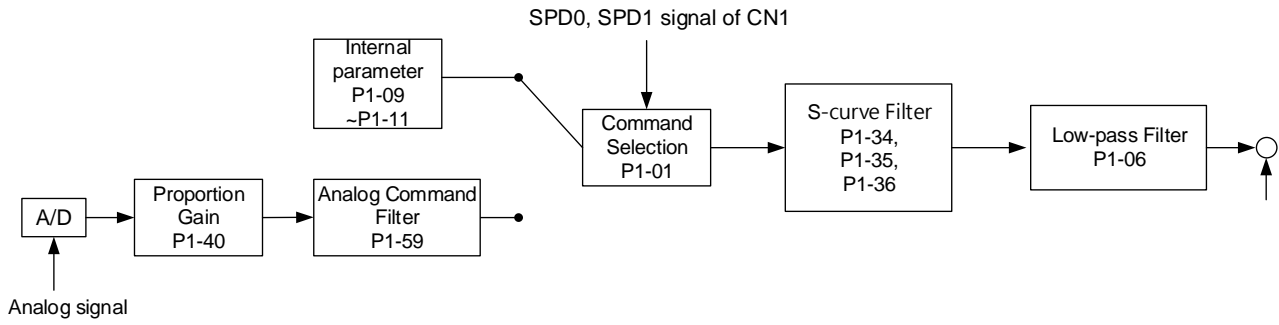 SPD0, SPD1 signal of CN1
Internal
parameter
P1-09
~P1-11
Command
Selection
P1-01
S-curve Filter
P1-34,
P1-35,
P1-36
Low-pass Filter
P1-06
A/D
Proportion
Gain
P1-40
Analog Command
Filter
P1-59
Analog signal